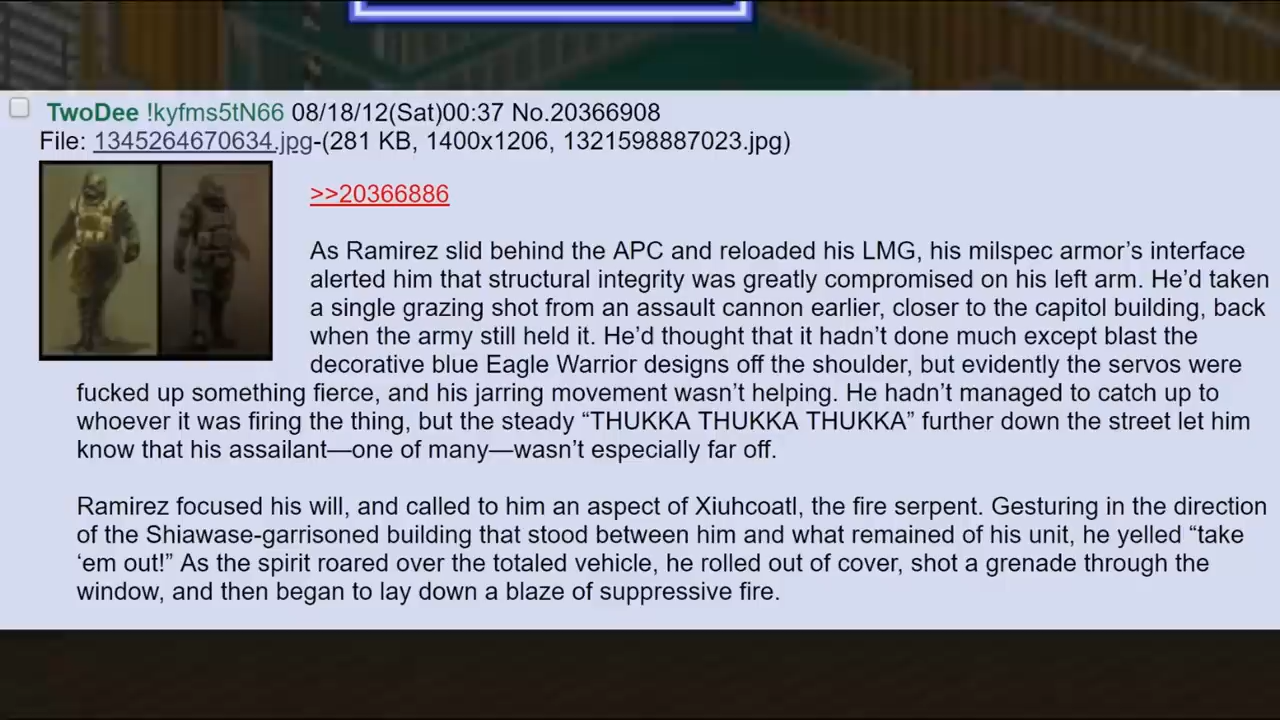 TwoDee !kyfms5tN66 08/18/12(Sat)00:37 No.20366908
File: 1345264670634.jpg-(281 KB, 1400x1206, 1321598887023.jpg)
>>20366886
As Ramirez slid behind the APC and reloaded his LMG, his milspec armor’s interface
alerted him that structural integrity was greatly compromised on his left arm. He’d taken
a single grazing shot from an assault cannon earlier, closer to the capitol building, back
when the army still held it. He’d thought that it hadn’t done much except blast the
decorative blue Eagle Warrior designs off the shoulder, but evidently the servos were
fucked up something fierce, and his jarring movement wasn’t helping. He hadn’t managed to catch up to
whoever it was firing the thing, but the steady “THUKKA THUKKA THUKKA” further down the street let him
know that his assailant—one of many—wasn’t especially far off.
Ramirez focused his will, and called to him an aspect of Xiuhcoatl, the fire serpent. Gesturing in the direction
of the Shiawase-garrisoned building that stood between him and what remained of his unit, he yelled “take
‘em out!” As the spirit roared over the totaled vehicle, he rolled out of cover, shot a grenade through the
window, and then began to lay down a blaze of suppressive fire.